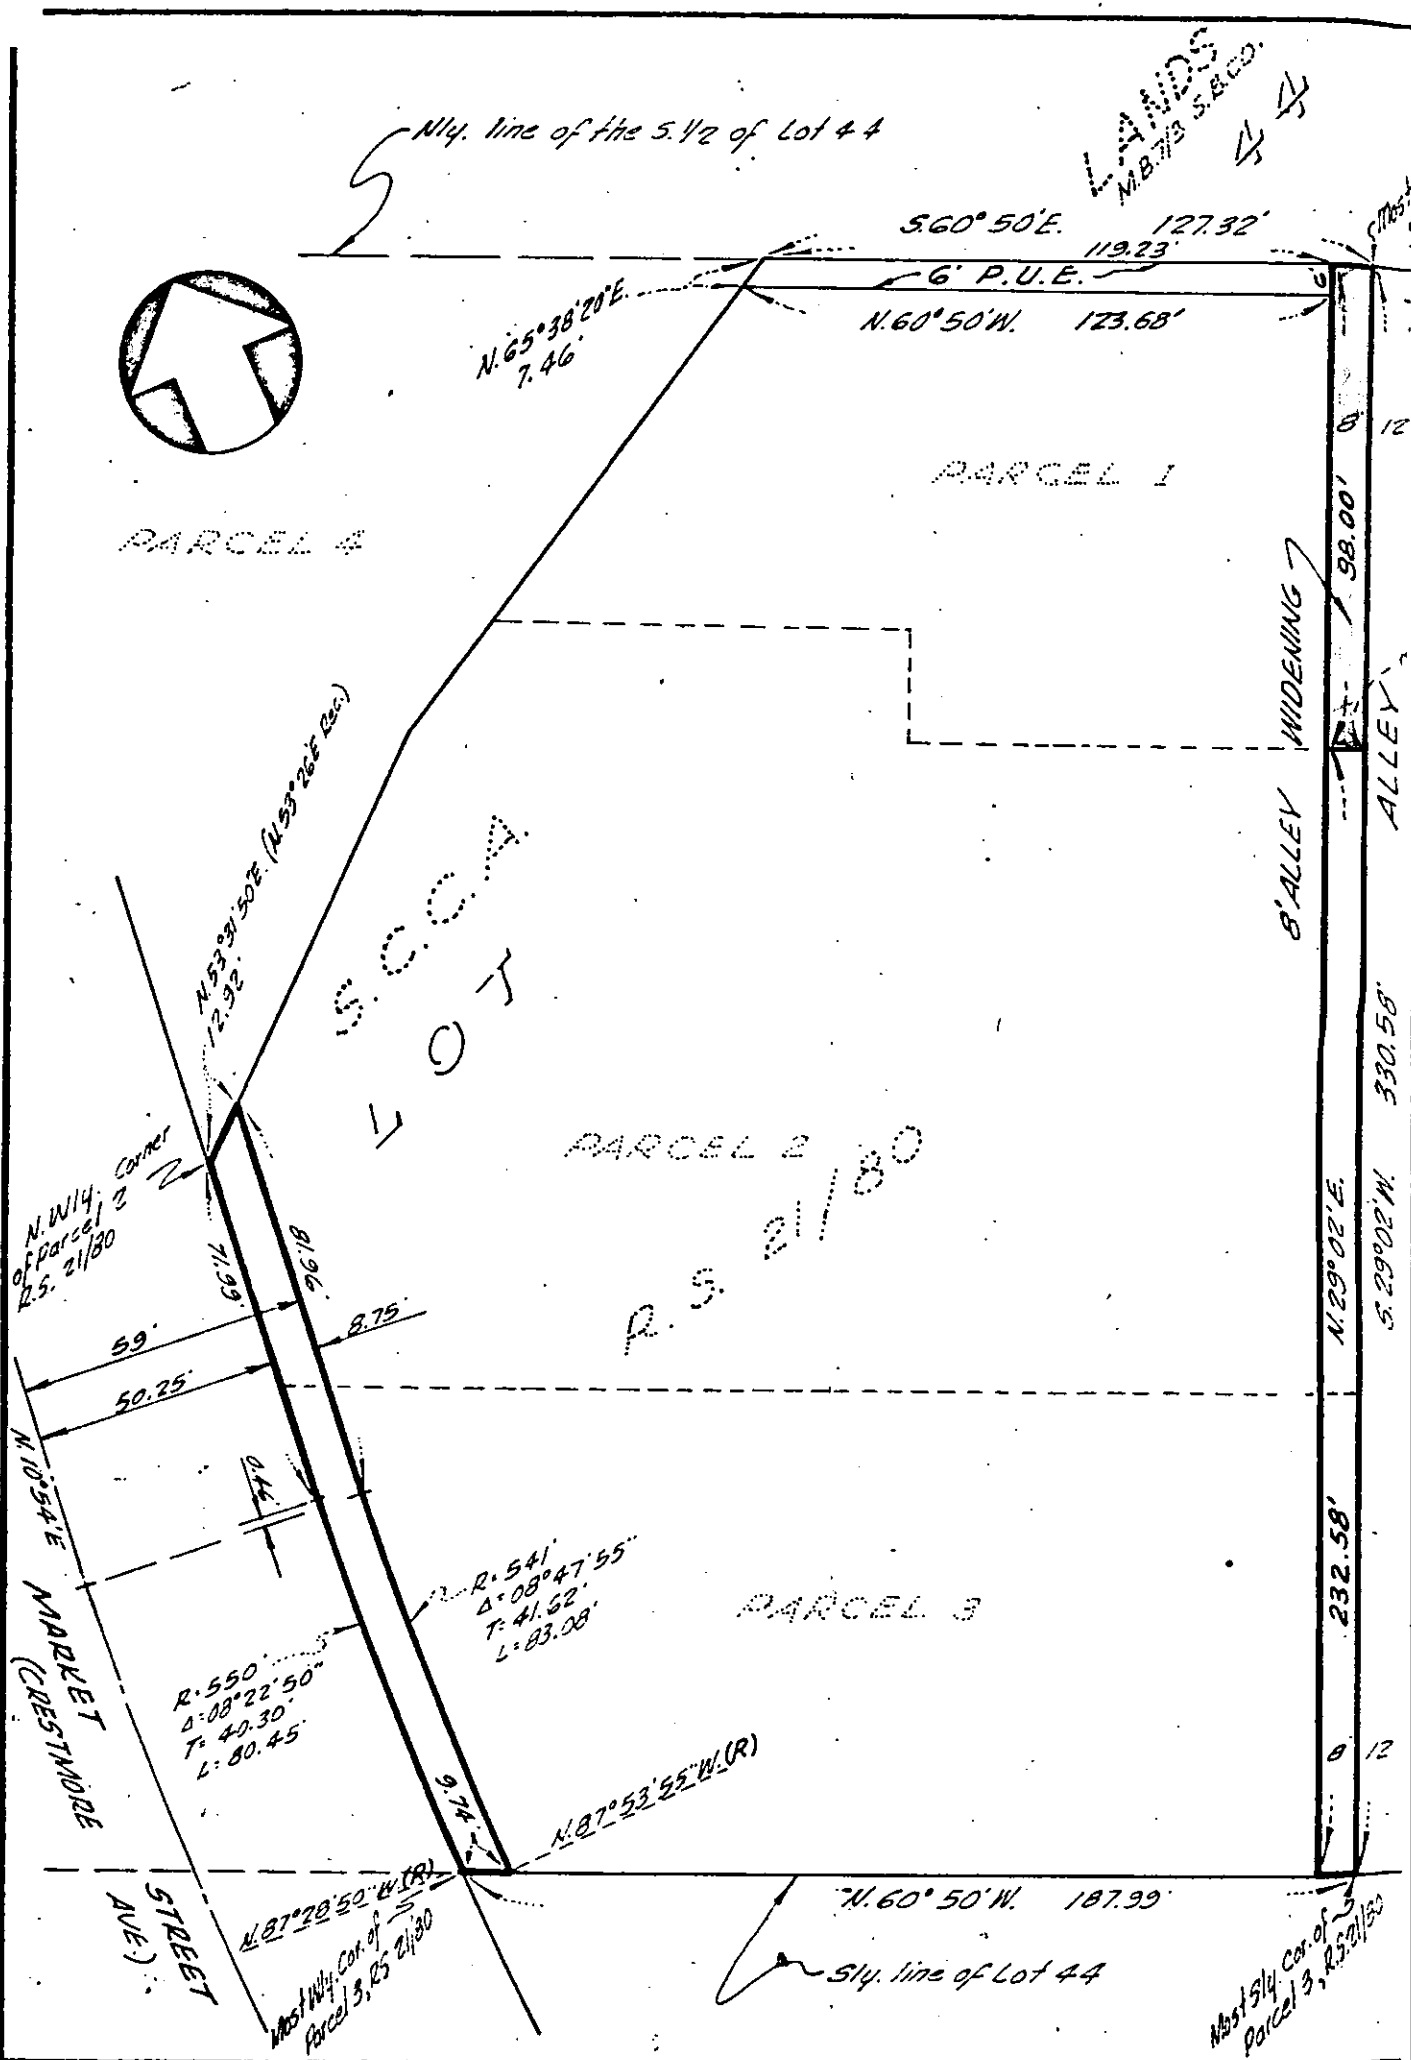 LANDS
M.B. 7/3 S.B.CO.
Nly. line of the S. 1/2 of Lot 44
Most
S.60°50'E. 127.32'
119.23'
6' P.U.E.
6'
N.60°50'W. 123.68'
N.65°38'20"E.
7.46'
8' 12
PARCEL 1
PARCEL 4
98.00'
8' ALLEY WIDENING
ALLEY
N.53°31'50"E. (N.53°26'E Rec.)
12.92'
S.C.C.A.
LOT
44
N.Wly. Corner
of Parcel 2
R.S. 21/80
PARCEL 2
R.S. 21/80
71.99'
81.96'
N.29°02'E.
S.29°02'W. 330.58'
59'
8.75'
50.25'
0.46'
N.10°54'E
MARKET STREET
(CRESTMORE AVE.)
R=541'
Δ=08°47'55"
T=41.62'
L=83.08'
232.58'
PARCEL 3
R=550'
Δ=08°22'50"
T=40.30'
L=80.45'
9.74'
N.87°53'55"W.(R)
8 12
N.87°28'50"W.(R)
N.60°50'W. 187.99'
Most Wly. Cor. of
Parcel 3, R.S. 21/80
Sly. line of Lot 44
Most Sly. Cor. of
Parcel 3, R.S. 21/80